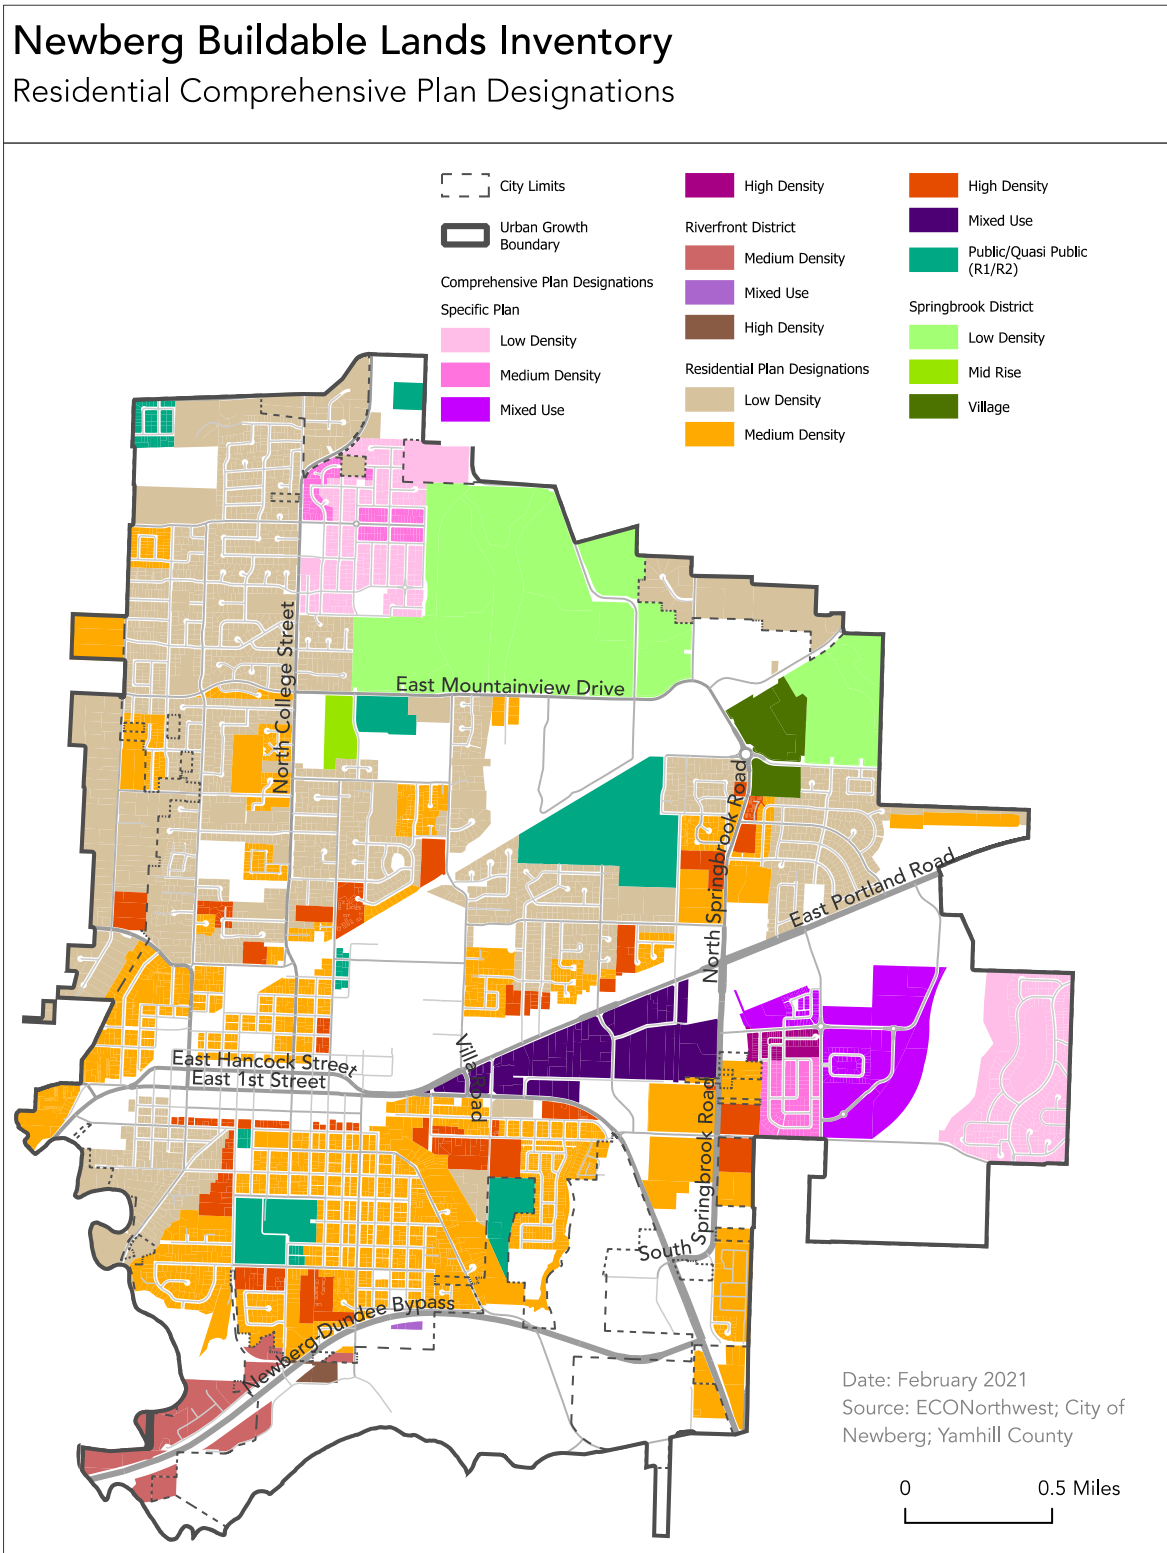 Newberg Buildable Lands Inventory
Residential Comprehensive Plan Designations
City Limits
Urban Growth
Boundary
Comprehensive Plan Designations
Specific Plan
Low Density
Medium Density
Mixed Use
High Density
Riverfront District
Medium Density
Mixed Use
High Density
Residential Plan Designations
Low Density
Medium Density
High Density
Mixed Use
Public/Quasi Public
(R1/R2)
Springbrook District
Low Density
Mid Rise
Village
North College Street
East Mountainview Drive
North Springbrook Road
East Portland Road
Villa Road
East Hancock Street
East 1st Street
South Springbrook Road
Newberg-Dundee Bypass
Date: February 2021
Source: ECONorthwest; City of
Newberg; Yamhill County
0 0.5 Miles